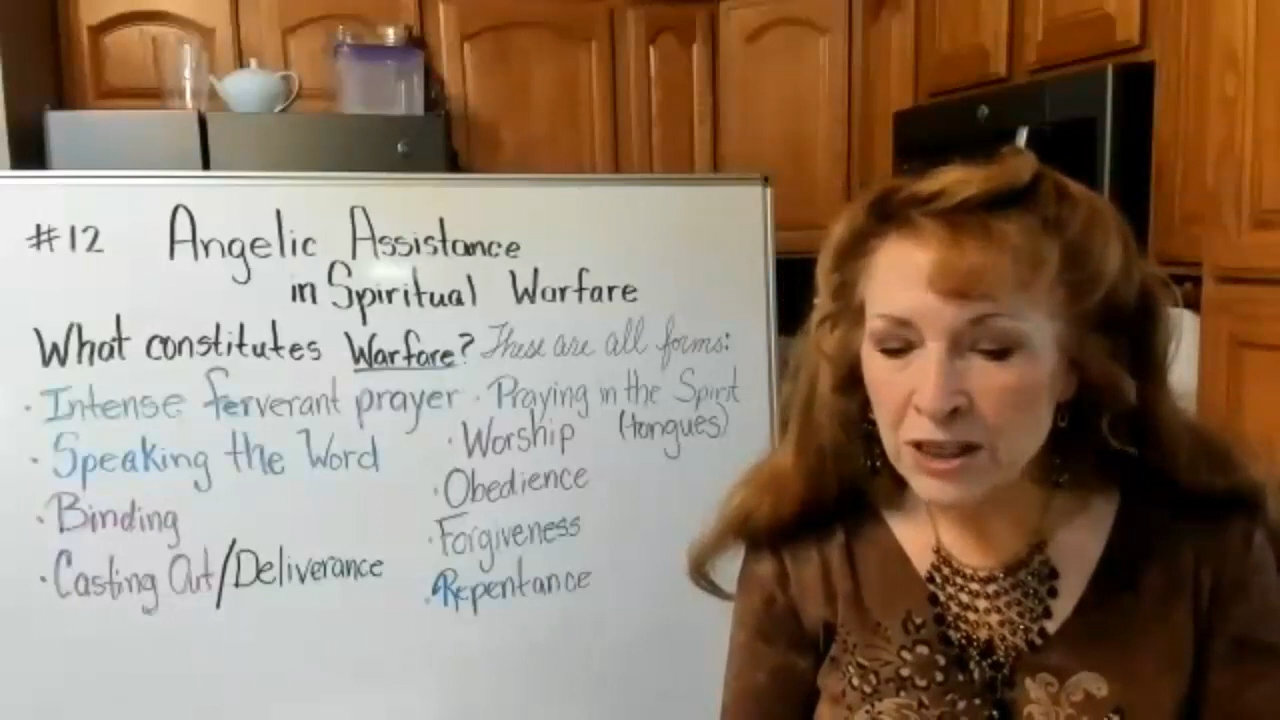 #12 Angelic Assistance
in Spiritual Warfare
What constitutes Warfare? These are all forms:
· Intense ferverant prayer · Praying in the Spirit
(tongues)
· Speaking the Word
· Worship
· Binding
· Obedience
· Casting Out/Deliverance
· Forgiveness
· Repentance